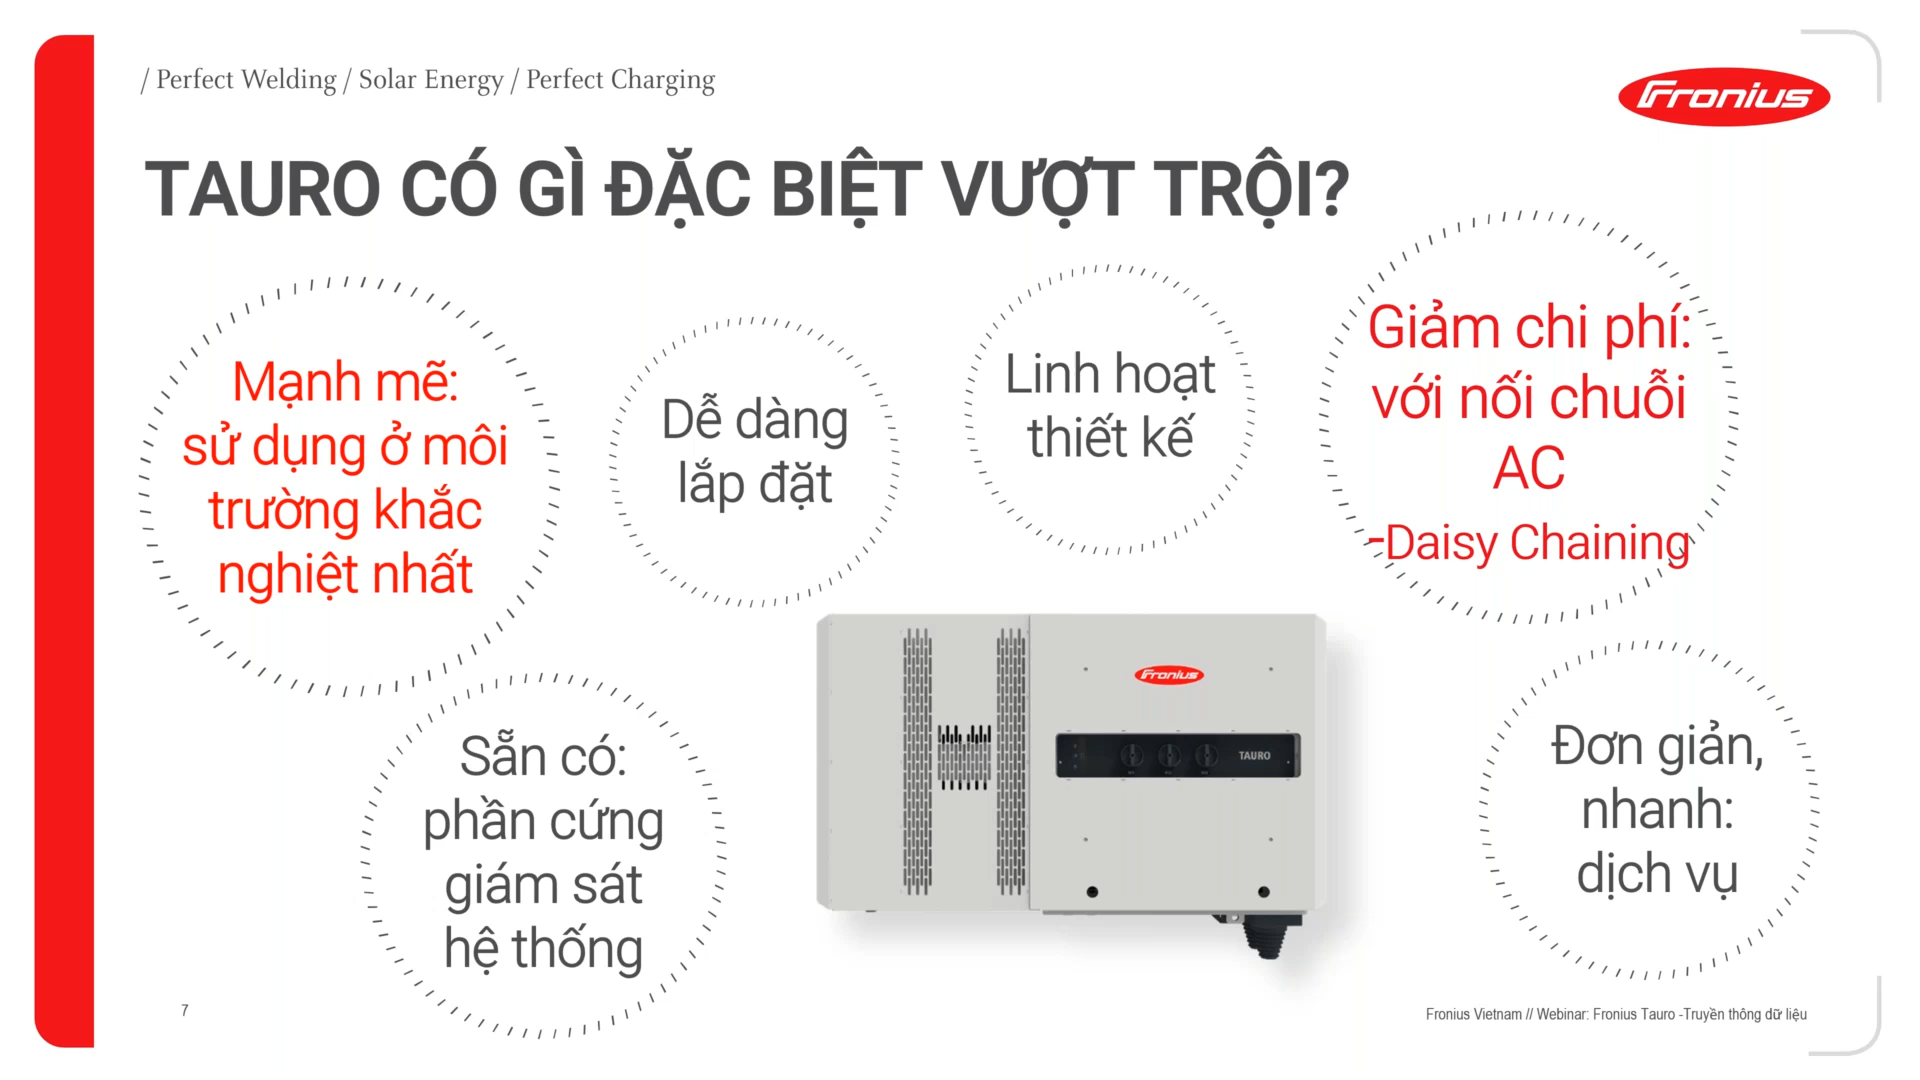 / Perfect Welding / Solar Energy / Perfect Charging
Fronius
TAURO CÓ GÌ ĐẶC BIỆT VƯỢT TRỘI?
Mạnh mẽ:
sử dụng ở môi
trường khắc
nghiệt nhất
Dễ dàng
lắp đặt
Linh hoạt
thiết kế
Giảm chi phí:
với nối chuỗi
AC
-Daisy Chaining
Sẵn có:
phần cứng
giám sát
hệ thống
Fronius
TAURO
Đơn giản,
nhanh:
dịch vụ
7
Fronius Vietnam // Webinar: Fronius Tauro -Truyền thông dữ liệu